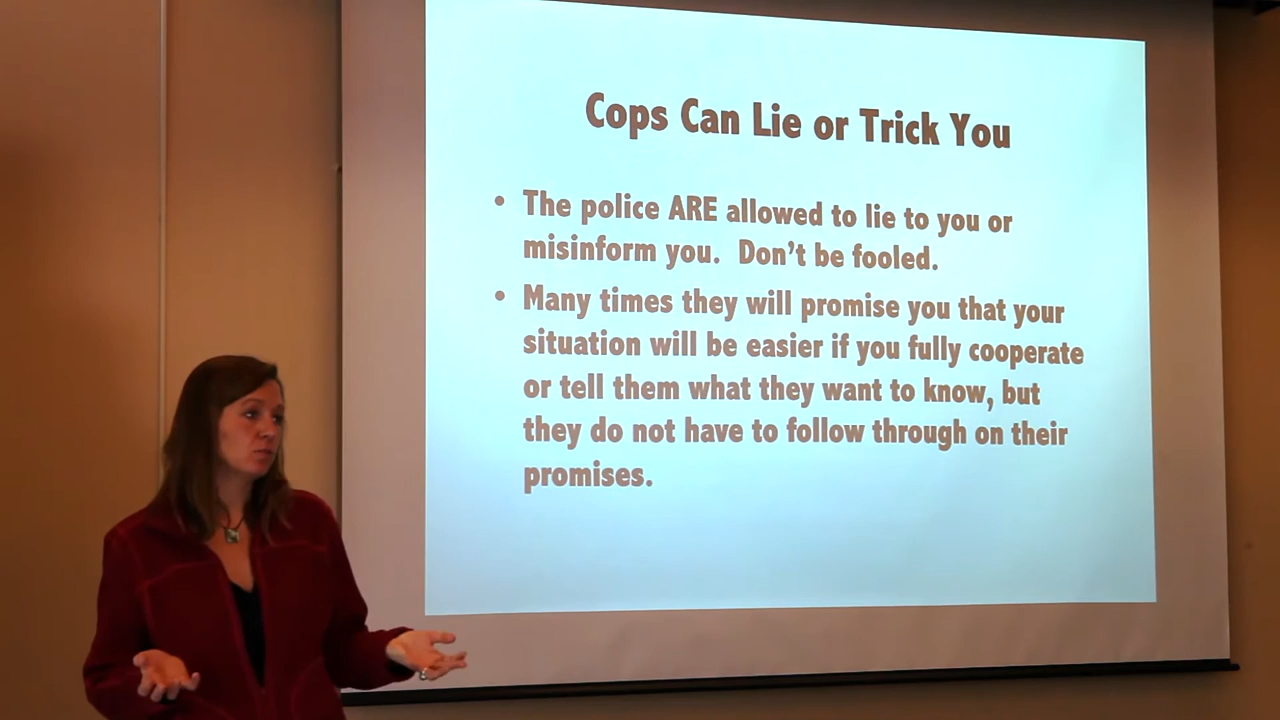 Cops Can Lie or Trick You
• The police ARE allowed to lie to you or
misinform you.  Don't be fooled.
• Many times they will promise you that your
situation will be easier if you fully cooperate
or tell them what they want to know, but
they do not have to follow through on their
promises.